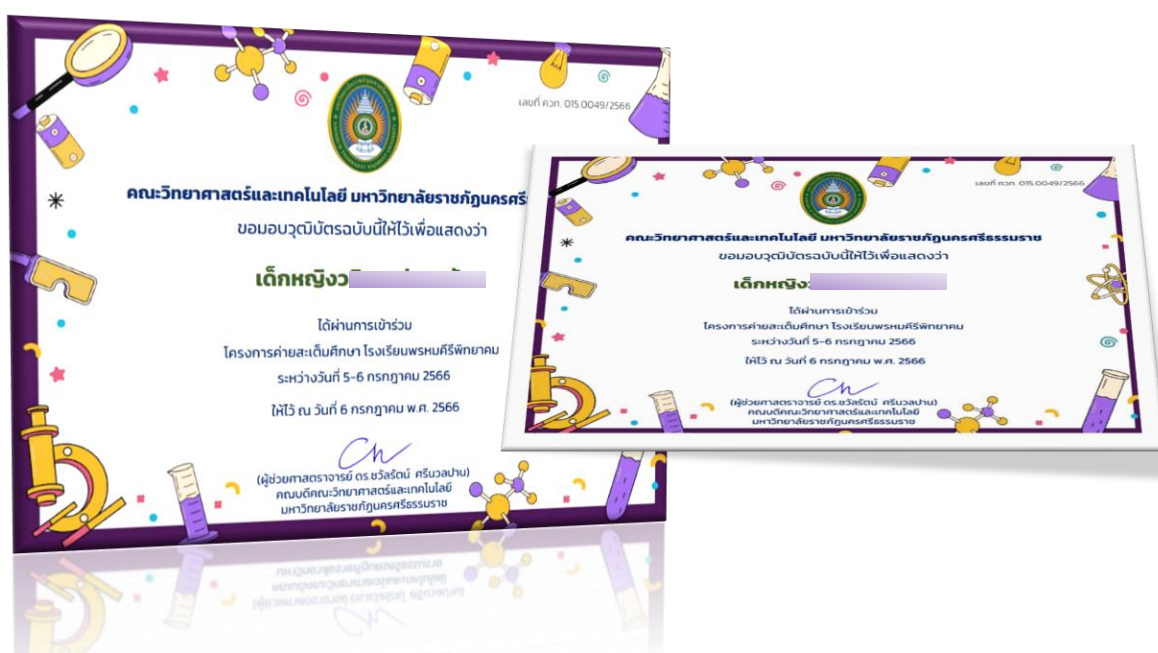 เลขที่ ควท. 015.0049/2566
คณะวิทยาศาสตร์และเทคโนโลยี มหาวิทยาลัยราชภัฏนครศรี
ขอมอบวุฒิบัตรฉบับนี้ให้ไว้เพื่อแสดงว่า
เด็กหญิงว
ได้ผ่านการเข้าร่วม
โครงการค่ายสะเต็มศึกษา โรงเรียนพรหมคีรีพิทยาคม
ระหว่างวันที่ 5-6 กรกฎาคม 2566
ให้ไว้ ณ วันที่ 6 กรกฎาคม พ.ศ. 2566
(ผู้ช่วยศาสตราจารย์ ดร.ชวัลรัตน์ ศรีนวลปาน)
คณบดีคณะวิทยาศาสตร์และเทคโนโลยี
มหาวิทยาลัยราชภัฏนครศรีธรรมราช
เลขที่ ควท. 015.0049/2566
คณะวิทยาศาสตร์และเทคโนโลยี มหาวิทยาลัยราชภัฏนครศรีธรรมราช
ขอมอบวุฒิบัตรฉบับนี้ให้ไว้เพื่อแสดงว่า
เด็กหญิงว
ได้ผ่านการเข้าร่วม
โครงการค่ายสะเต็มศึกษา โรงเรียนพรหมคีรีพิทยาคม
ระหว่างวันที่ 5-6 กรกฎาคม 2566
ให้ไว้ ณ วันที่ 6 กรกฎาคม พ.ศ. 2566
(ผู้ช่วยศาสตราจารย์ ดร.ชวัลรัตน์ ศรีนวลปาน)
คณบดีคณะวิทยาศาสตร์และเทคโนโลยี
มหาวิทยาลัยราชภัฏนครศรีธรรมราช